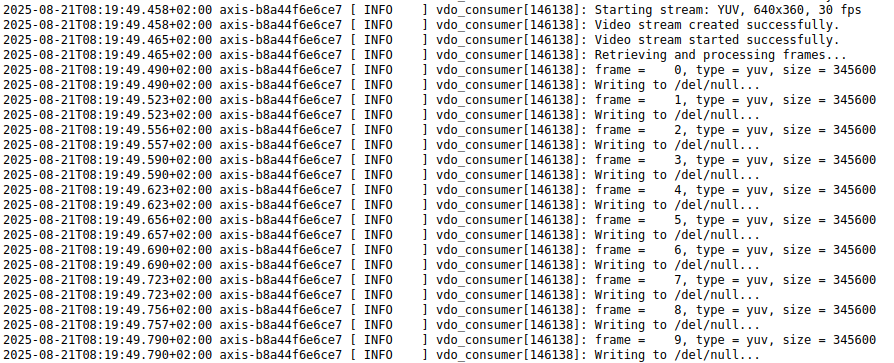 2025-08-21T08:19:49.458+02:00 axis-b8a44f6e6ce7 [ INFO    ] vdo_consumer[146138]: Starting stream: YUV, 640x360, 30 fps
2025-08-21T08:19:49.458+02:00 axis-b8a44f6e6ce7 [ INFO    ] vdo_consumer[146138]: Video stream created successfully.
2025-08-21T08:19:49.465+02:00 axis-b8a44f6e6ce7 [ INFO    ] vdo_consumer[146138]: Video stream started successfully.
2025-08-21T08:19:49.465+02:00 axis-b8a44f6e6ce7 [ INFO    ] vdo_consumer[146138]: Retrieving and processing frames...
2025-08-21T08:19:49.490+02:00 axis-b8a44f6e6ce7 [ INFO    ] vdo_consumer[146138]: frame =    0, type = yuv, size = 345600
2025-08-21T08:19:49.490+02:00 axis-b8a44f6e6ce7 [ INFO    ] vdo_consumer[146138]: Writing to /del/null...
2025-08-21T08:19:49.523+02:00 axis-b8a44f6e6ce7 [ INFO    ] vdo_consumer[146138]: frame =    1, type = yuv, size = 345600
2025-08-21T08:19:49.523+02:00 axis-b8a44f6e6ce7 [ INFO    ] vdo_consumer[146138]: Writing to /del/null...
2025-08-21T08:19:49.556+02:00 axis-b8a44f6e6ce7 [ INFO    ] vdo_consumer[146138]: frame =    2, type = yuv, size = 345600
2025-08-21T08:19:49.557+02:00 axis-b8a44f6e6ce7 [ INFO    ] vdo_consumer[146138]: Writing to /del/null...
2025-08-21T08:19:49.590+02:00 axis-b8a44f6e6ce7 [ INFO    ] vdo_consumer[146138]: frame =    3, type = yuv, size = 345600
2025-08-21T08:19:49.590+02:00 axis-b8a44f6e6ce7 [ INFO    ] vdo_consumer[146138]: Writing to /del/null...
2025-08-21T08:19:49.623+02:00 axis-b8a44f6e6ce7 [ INFO    ] vdo_consumer[146138]: frame =    4, type = yuv, size = 345600
2025-08-21T08:19:49.623+02:00 axis-b8a44f6e6ce7 [ INFO    ] vdo_consumer[146138]: Writing to /del/null...
2025-08-21T08:19:49.656+02:00 axis-b8a44f6e6ce7 [ INFO    ] vdo_consumer[146138]: frame =    5, type = yuv, size = 345600
2025-08-21T08:19:49.657+02:00 axis-b8a44f6e6ce7 [ INFO    ] vdo_consumer[146138]: Writing to /del/null...
2025-08-21T08:19:49.690+02:00 axis-b8a44f6e6ce7 [ INFO    ] vdo_consumer[146138]: frame =    6, type = yuv, size = 345600
2025-08-21T08:19:49.690+02:00 axis-b8a44f6e6ce7 [ INFO    ] vdo_consumer[146138]: Writing to /del/null...
2025-08-21T08:19:49.723+02:00 axis-b8a44f6e6ce7 [ INFO    ] vdo_consumer[146138]: frame =    7, type = yuv, size = 345600
2025-08-21T08:19:49.723+02:00 axis-b8a44f6e6ce7 [ INFO    ] vdo_consumer[146138]: Writing to /del/null...
2025-08-21T08:19:49.756+02:00 axis-b8a44f6e6ce7 [ INFO    ] vdo_consumer[146138]: frame =    8, type = yuv, size = 345600
2025-08-21T08:19:49.757+02:00 axis-b8a44f6e6ce7 [ INFO    ] vdo_consumer[146138]: Writing to /del/null...
2025-08-21T08:19:49.790+02:00 axis-b8a44f6e6ce7 [ INFO    ] vdo_consumer[146138]: frame =    9, type = yuv, size = 345600
2025-08-21T08:19:49.790+02:00 axis-b8a44f6e6ce7 [ INFO    ] vdo_consumer[146138]: Writing to /del/null...